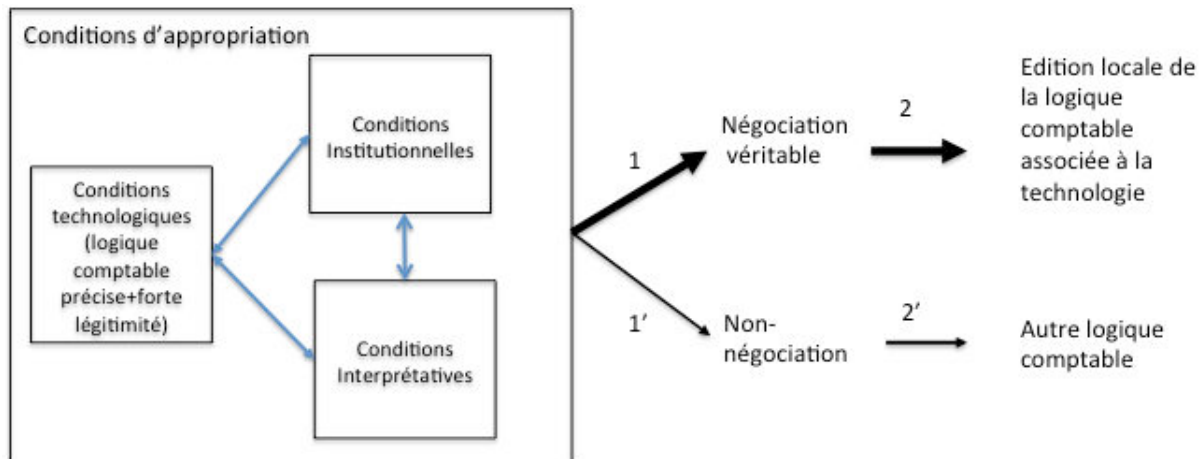 Conditions d’appropriation
Conditions
technologiques
(logique
comptable
précise+forte
légitimité)
Conditions
Institutionnelles
Conditions
Interprétatives
1
Négociation
véritable
2
Edition locale de
la logique
comptable
associée à la
technologie
1’
Non-
négociation
2’
Autre logique
comptable